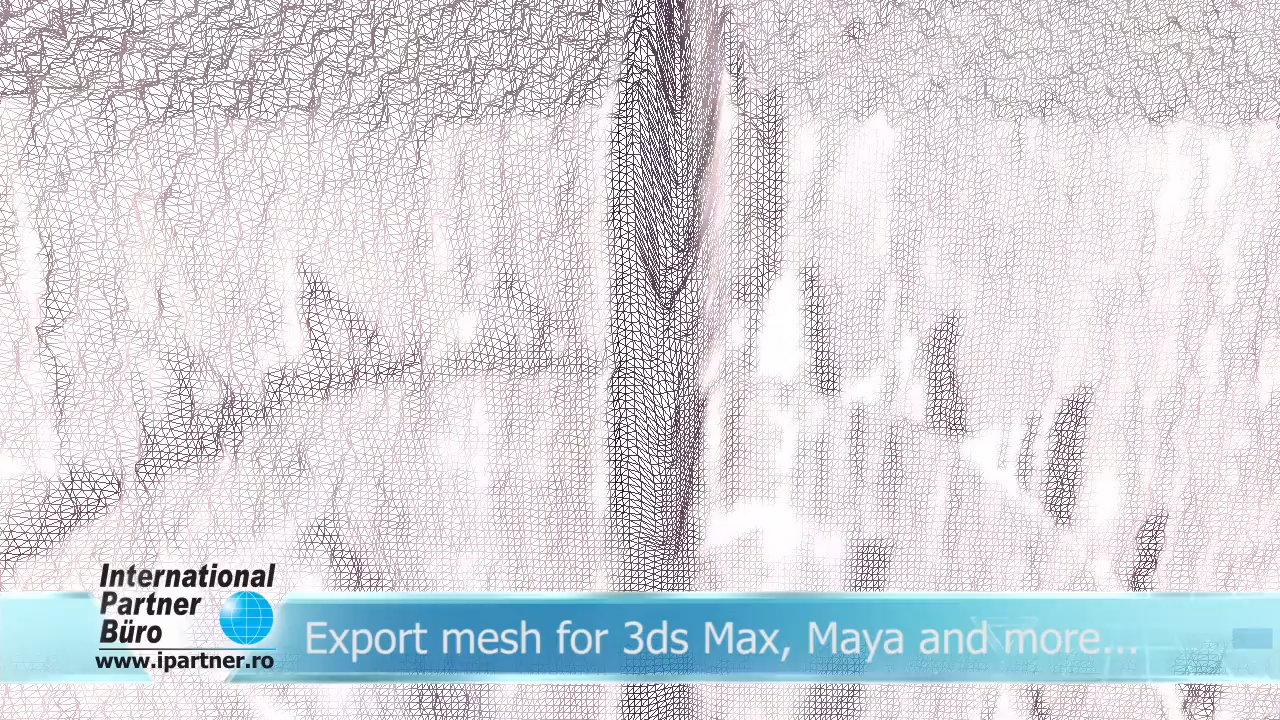 International
Partner
Büro
www.ipartner.ro
Export mesh for 3ds Max, Maya and more...